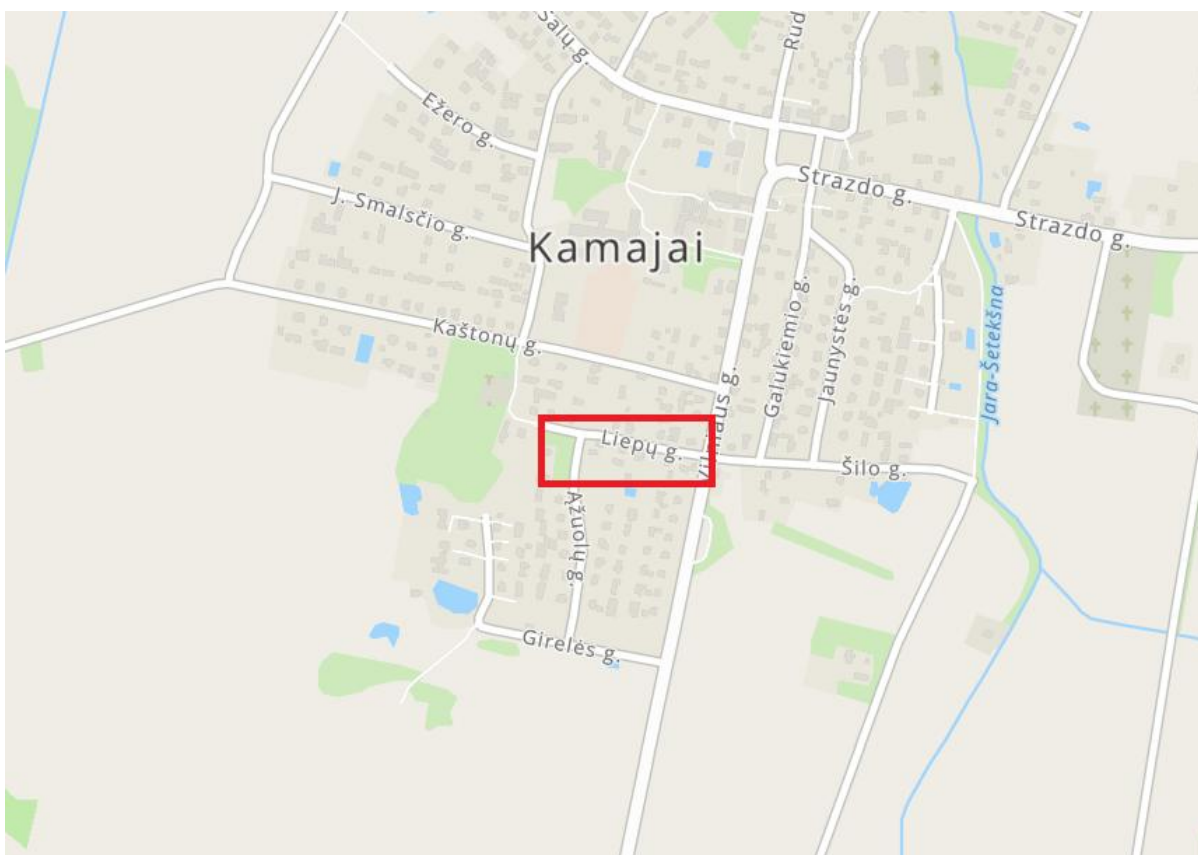 Salų g.
Rud
Ežero g.
Strazdo g.
J. Smalsčio g.
Strazdo g.
Kamajai
Kaštonų g.
Galukiemio g.
Jaunystės g.
Jara-Šetekšna
Vilniaus g.
Liepų g.
Šilo g.
Ąžuolų g.
Girelės g.